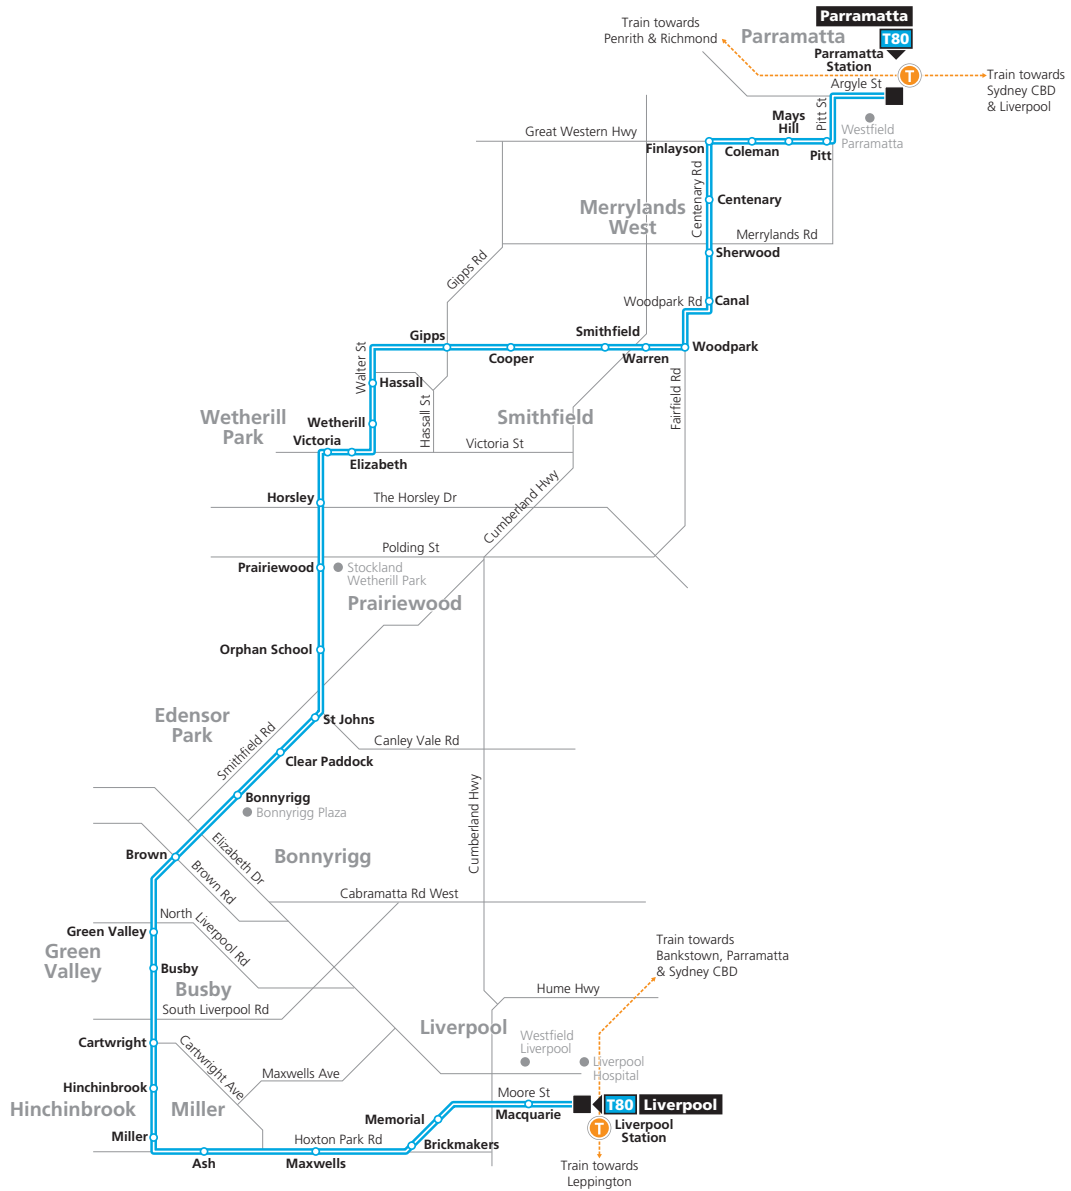 Parramatta
T80
Train towards
Penrith & Richmond
Parramatta
Parramatta
Station
T
Train towards
Sydney CBD
& Liverpool
Argyle St
Pitt St
Westfield
Parramatta
Mays
Hill
Great Western Hwy
Finlayson
Coleman
Pitt
Centenary Rd
Centenary
Merrylands
West
Merrylands Rd
Sherwood
Gipps Rd
Woodpark Rd
Canal
Gipps
Smithfield
Cooper
Warren
Woodpark
Walter St
Hassall
Hassall St
Fairfield Rd
Wetherill
Park
Wetherill
Smithfield
Victoria
Victoria St
Elizabeth
Horsley
The Horsley Dr
Cumberland Hwy
Polding St
Prairiewood
Stockland
Wetherill Park
Prairiewood
Orphan School
Edensor
Park
St Johns
Smithfield Rd
Canley Vale Rd
Clear Paddock
Cumberland Hwy
Bonnyrigg
Bonnyrigg Plaza
Brown
Elizabeth Dr
Bonnyrigg
Brown Rd
Cabramatta Rd West
North
Liverpool Rd
Green Valley
Green
Valley
Busby
Busby
Train towards
Bankstown, Parramatta
& Sydney CBD
Hume Hwy
South Liverpool Rd
Liverpool
Westfield
Liverpool
Liverpool
Hospital
Cartwright
Cartwright Ave
Maxwells Ave
Hinchinbrook
Hinchinbrook
Miller
Moore St
Macquarie
T80
Liverpool
T
Liverpool
Station
Memorial
Miller
Hoxton Park Rd
Brickmakers
Ash
Maxwells
Train towards
Leppington